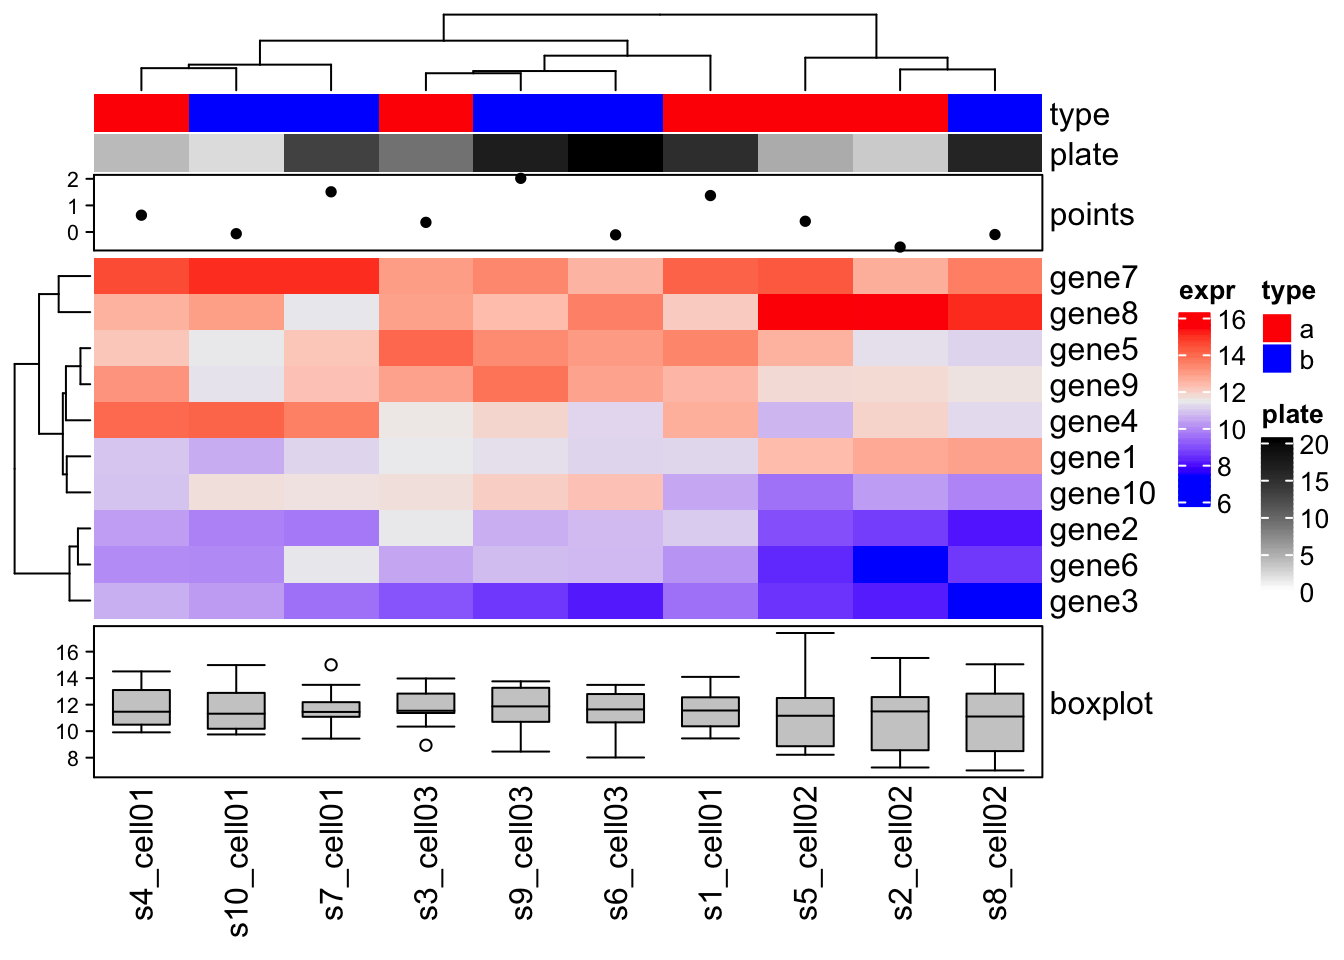 type
plate
2
1
0
points
gene7
gene8
gene5
gene9
gene4
gene1
gene10
gene2
gene6
gene3
16
14
12
10
8
boxplot
s4_cell01
s10_cell01
s7_cell01
s3_cell03
s9_cell03
s6_cell03
s1_cell01
s5_cell02
s2_cell02
s8_cell02
expr
16
14
12
10
8
6
type
a
b
plate
20
15
10
5
0